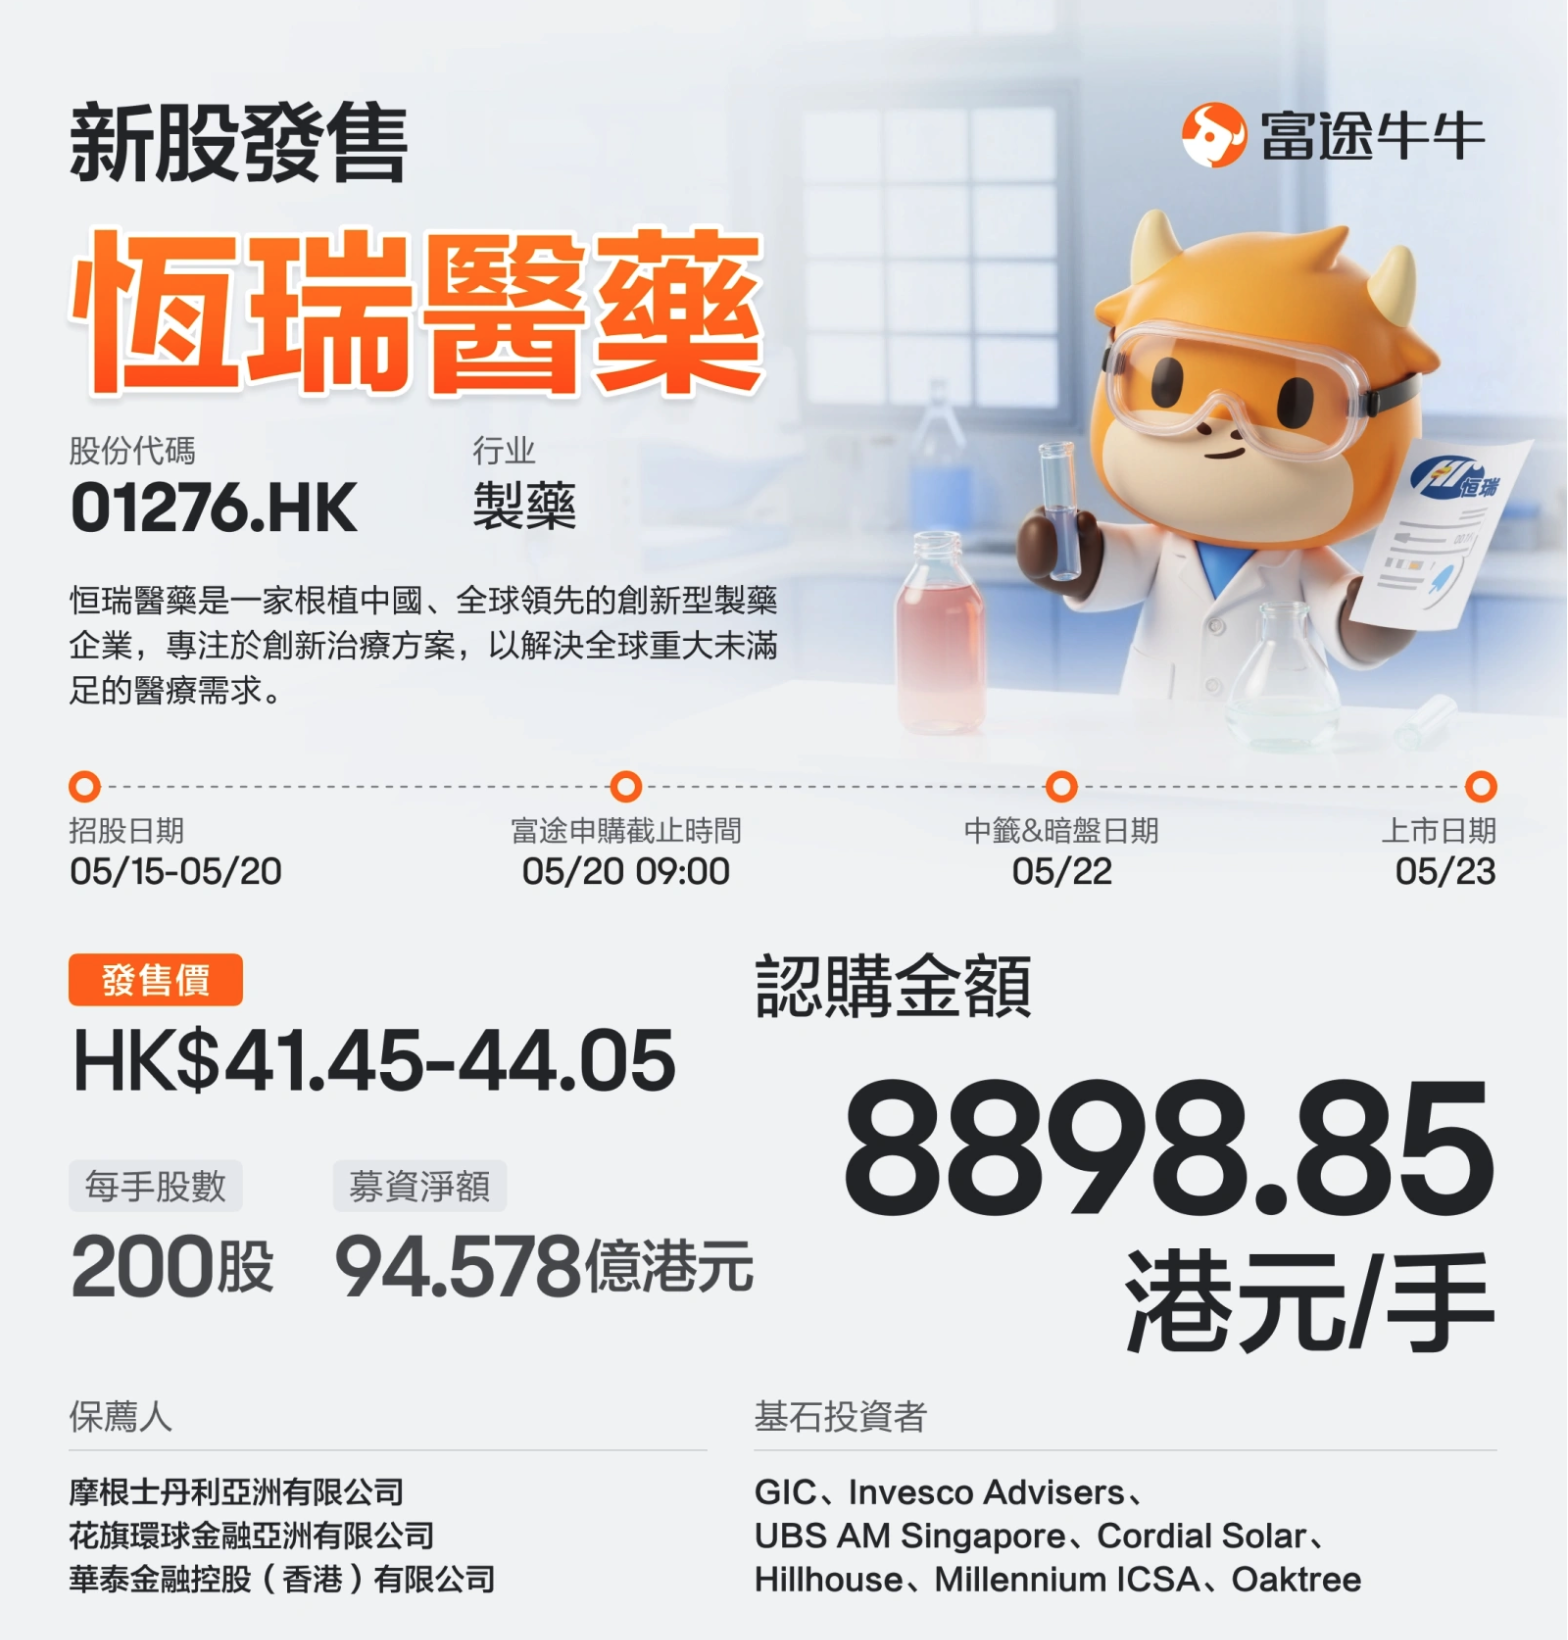 新股發售
富途牛牛
恆瑞醫藥
股份代碼
01276.HK
行业
製藥
恒瑞
恒瑞醫藥是一家根植中國、全球領先的創新型製藥
企業，專注於創新治療方案，以解決全球重大未滿
足的醫療需求。
招股日期
05/15-05/20
富途申購截止時間
05/20 09:00
中籤&暗盤日期
05/22
上市日期
05/23
發售價
HK$41.45-44.05
每手股數
200股
募資淨額
94.578億港元
認購金額
8898.85
港元/手
保薦人
摩根士丹利亞洲有限公司
花旗環球金融亞洲有限公司
華泰金融控股（香港）有限公司
基石投資者
GIC、Invesco Advisers、
UBS AM Singapore、Cordial Solar、
Hillhouse、Millennium ICSA、Oaktree